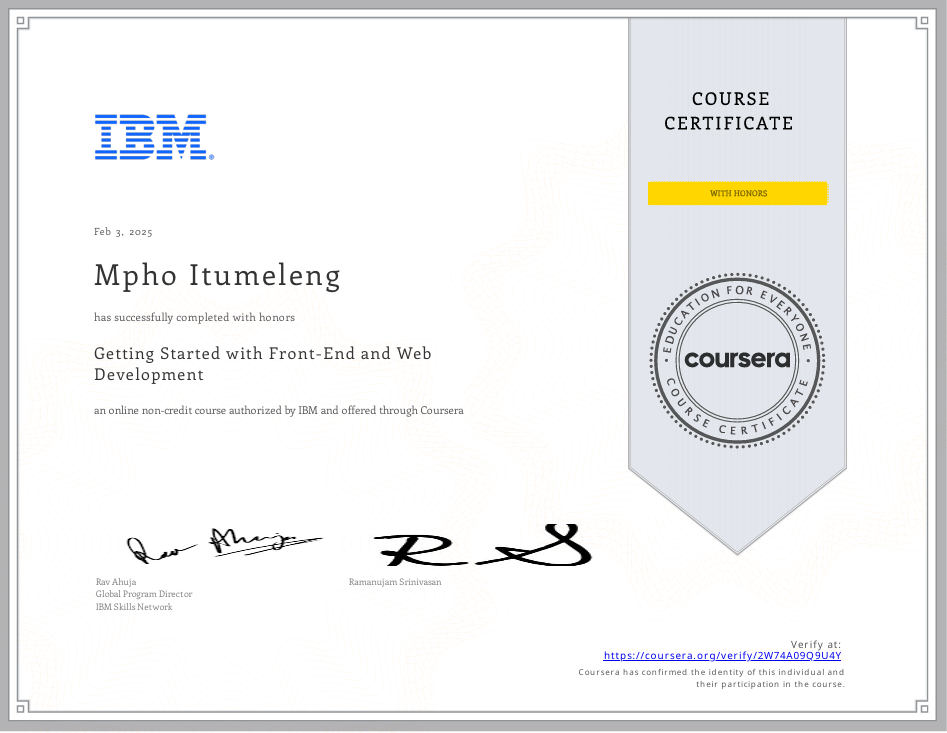 COURSE
CERTIFICATE
IBM®
WITH HONORS
Feb 3, 2025
Mpho Itumeleng
has successfully completed with honors
Getting Started with Front-End and Web
Development
an online non-credit course authorized by IBM and offered through Coursera
EDUCATION FOR EVERYONE
coursera
COURSE CERTIFICATE
Rav Ahuja
Rav Ahuja
Global Program Director
IBM Skills Network
R S
Ramanujam Srinivasan
Verify at:
https://coursera.org/verify/2W74A09Q9U4Y
Coursera has confirmed the identity of this individual and
their participation in the course.